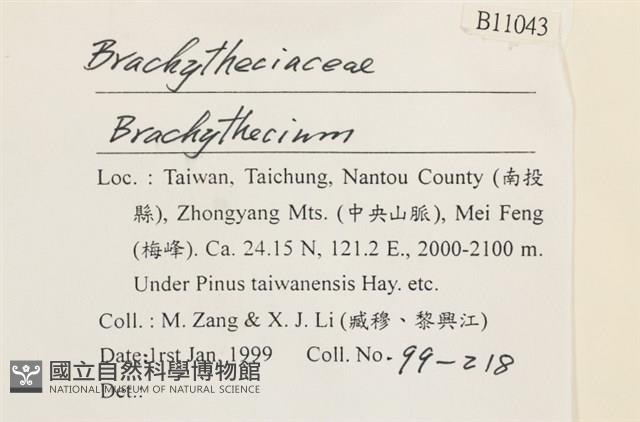 B11043
Brachytheciaceae
Brachythecium
Loc. : Taiwan, Taichung, Nantou County (南投
縣), Zhongyang Mts. (中央山脈), Mei Feng
(梅峰). Ca. 24.15 N, 121.2 E., 2000-2100 m.
Under Pinus taiwanensis Hay. etc.
Coll. : M. Zang & X. J. Li (臧穆、黎興江)
Date:1rst Jan, 1999 Coll. No. 99-218
國立自然科學博物館
NATIONAL MUSEUM OF NATURAL SCIENCE
Det.: